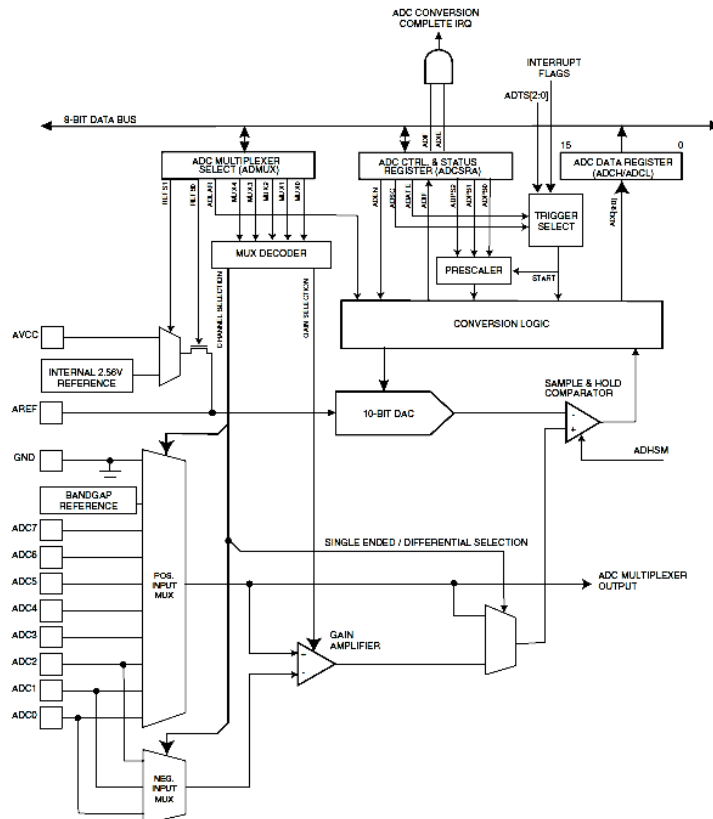 ADC CONVERSION
COMPLETE IRQ
INTERRUPT
FLAGS
ADTS[2:0]
8-BIT DATA BUS
ADIF
ADIE
15
0
ADC MULTIPLEXER
SELECT (ADMUX)
ADC CTRL. & STATUS
REGISTER (ADCSRA)
ADC DATA REGISTER
(ADCH/ADCL)
REFS1
REFS0
ADLAR
MUX4
MUX3
MUX2
MUX1
MUX0
ADEN
ADSC
ADATE
ADIF
ADPS2
ADPS1
ADPS0
ADC[9:0]
TRIGGER
SELECT
MUX DECODER
PRESCALER
START
CHANNEL SELECTION
GAIN SELECTION
CONVERSION LOGIC
AVCC
INTERNAL 2.56V
REFERENCE
AREF
10-BIT DAC
SAMPLE & HOLD
COMPARATOR
-
+
ADHSM
GND
BANDGAP
REFERENCE
ADC7
ADC6
ADC5
ADC4
ADC3
ADC2
ADC1
ADC0
POS.
INPUT
MUX
SINGLE ENDED / DIFFERENTIAL SELECTION
ADC MULTIPLEXER
OUTPUT
GAIN
AMPLIFIER
-
-
NEG.
INPUT
MUX